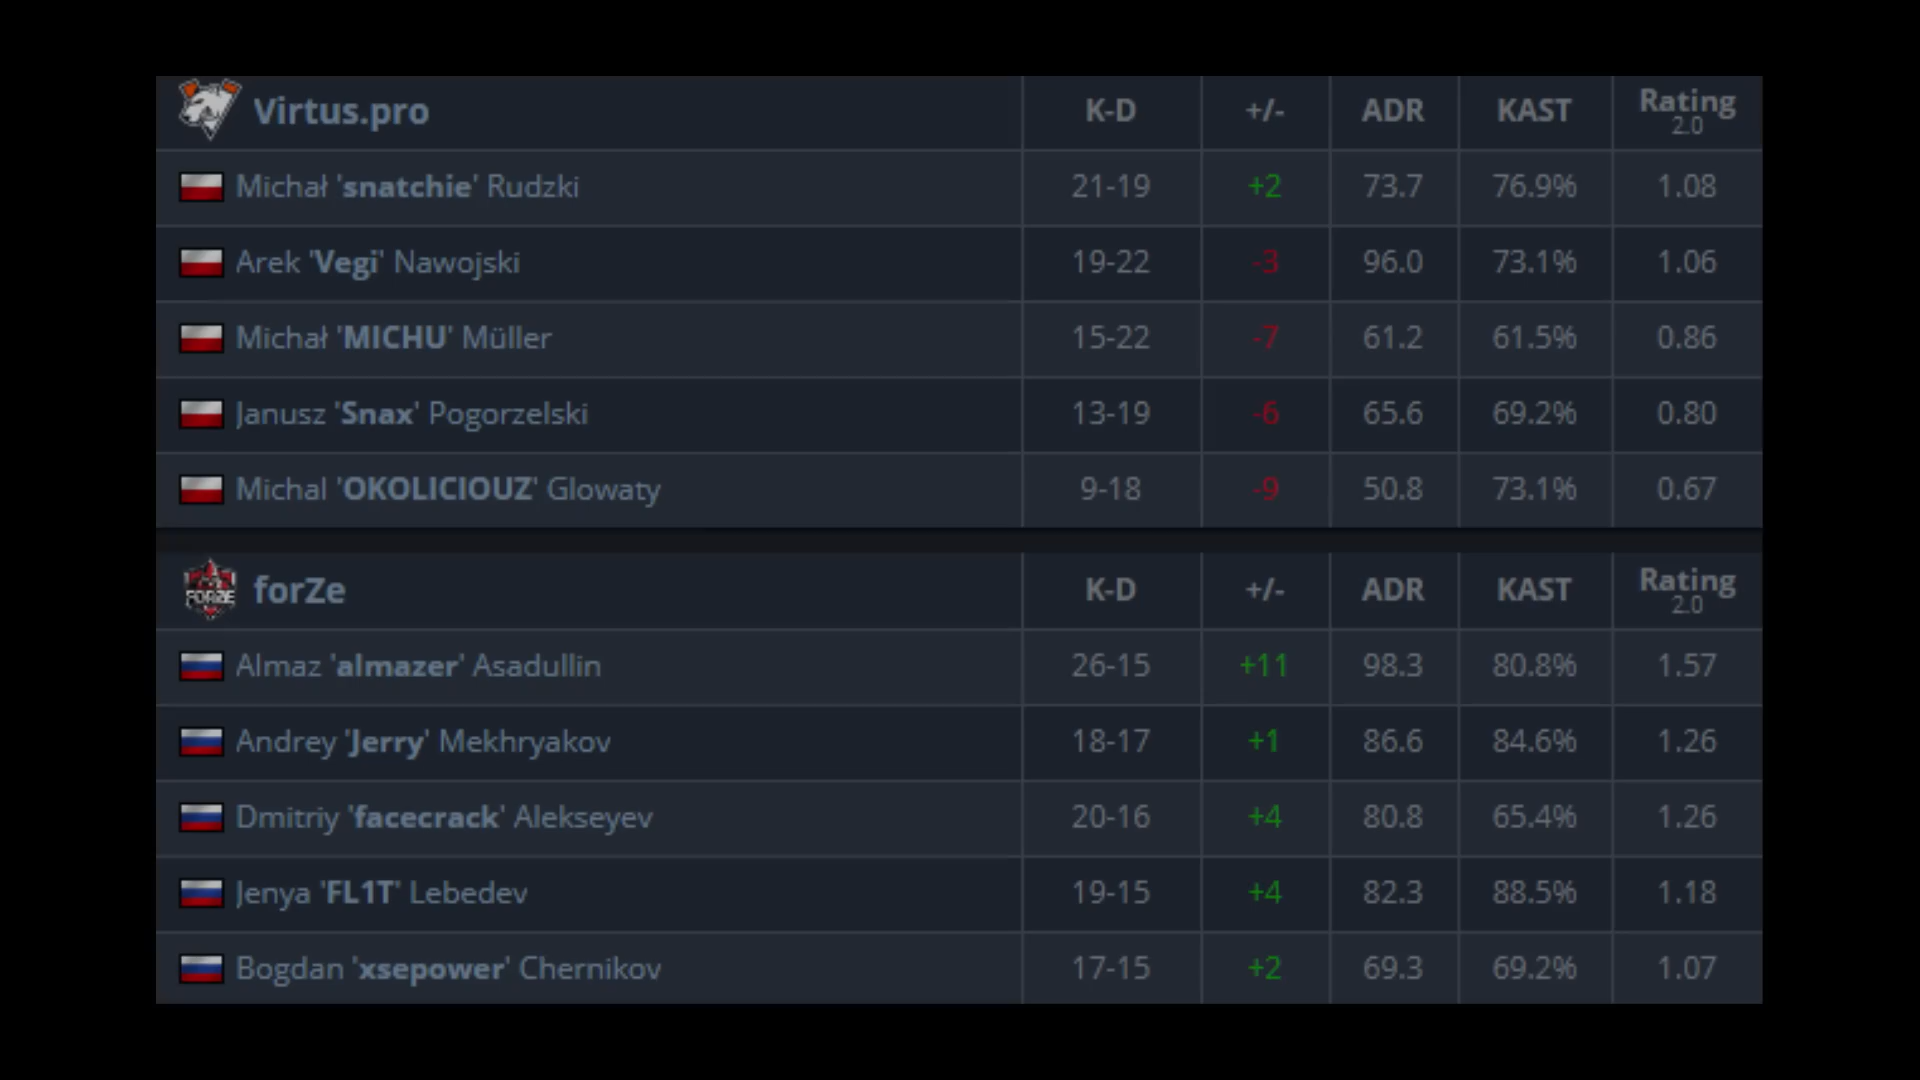 Virtus.pro K-D +/- ADR KAST Rating 2.0
Michał 'snatchie' Rudzki 21-19 +2 73.7 76.9% 1.08
Arek 'Vegi' Nawojski 19-22 -3 96.0 73.1% 1.06
Michał 'MICHU' Müller 15-22 -7 61.2 61.5% 0.86
Janusz 'Snax' Pogorzelski 13-19 -6 65.6 69.2% 0.80
Michal 'OKOLICIOUZ' Glowaty 9-18 -9 50.8 73.1% 0.67
FORZE forZe K-D +/- ADR KAST Rating 2.0
Almaz 'almazer' Asadullin 26-15 +11 98.3 80.8% 1.57
Andrey 'Jerry' Mekhryakov 18-17 +1 86.6 84.6% 1.26
Dmitriy 'facecrack' Alekseyev 20-16 +4 80.8 65.4% 1.26
Jenya 'FL1T' Lebedev 19-15 +4 82.3 88.5% 1.18
Bogdan 'xsepower' Chernikov 17-15 +2 69.3 69.2% 1.07